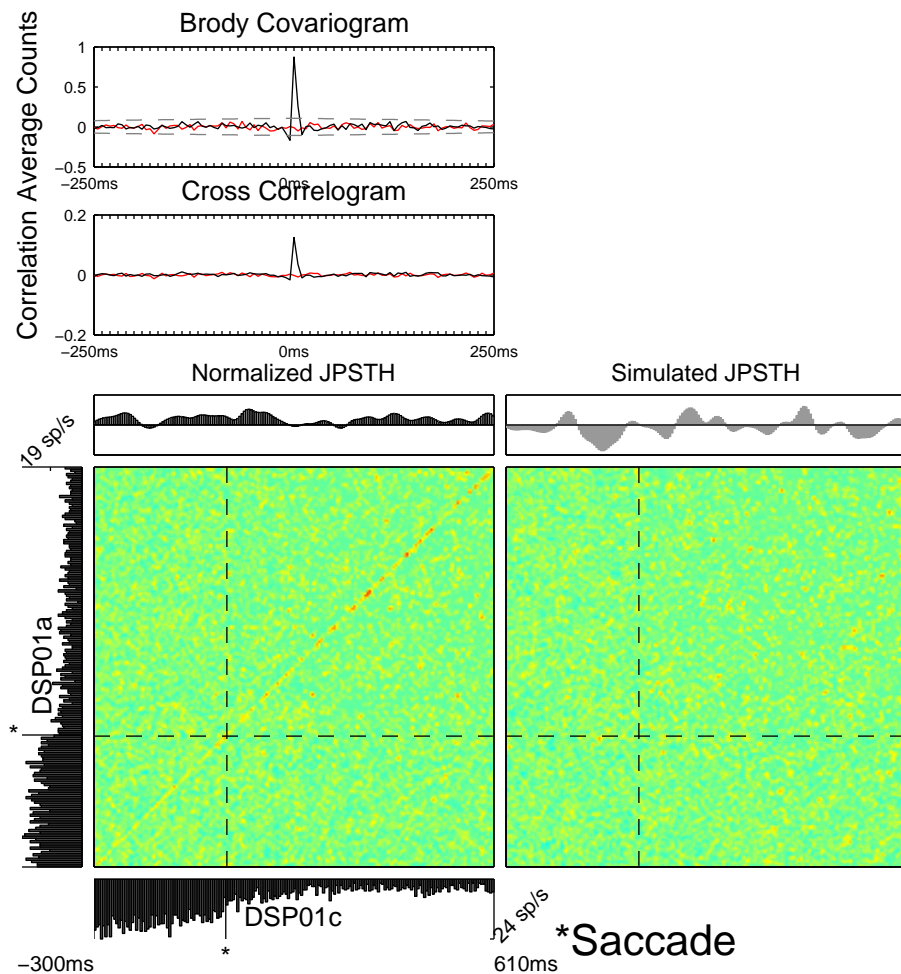 Brody Covariogram
Correlation Average Counts
1
0.5
0
−0.5
−250ms
0ms
250ms
Cross Correlogram
0.2
0
−0.2
−250ms
0ms
250ms
Normalized JPSTH
Simulated JPSTH
19 sp/s
DSP01a
*
DSP01c
*
24 sp/s
*Saccade
−300ms
610ms